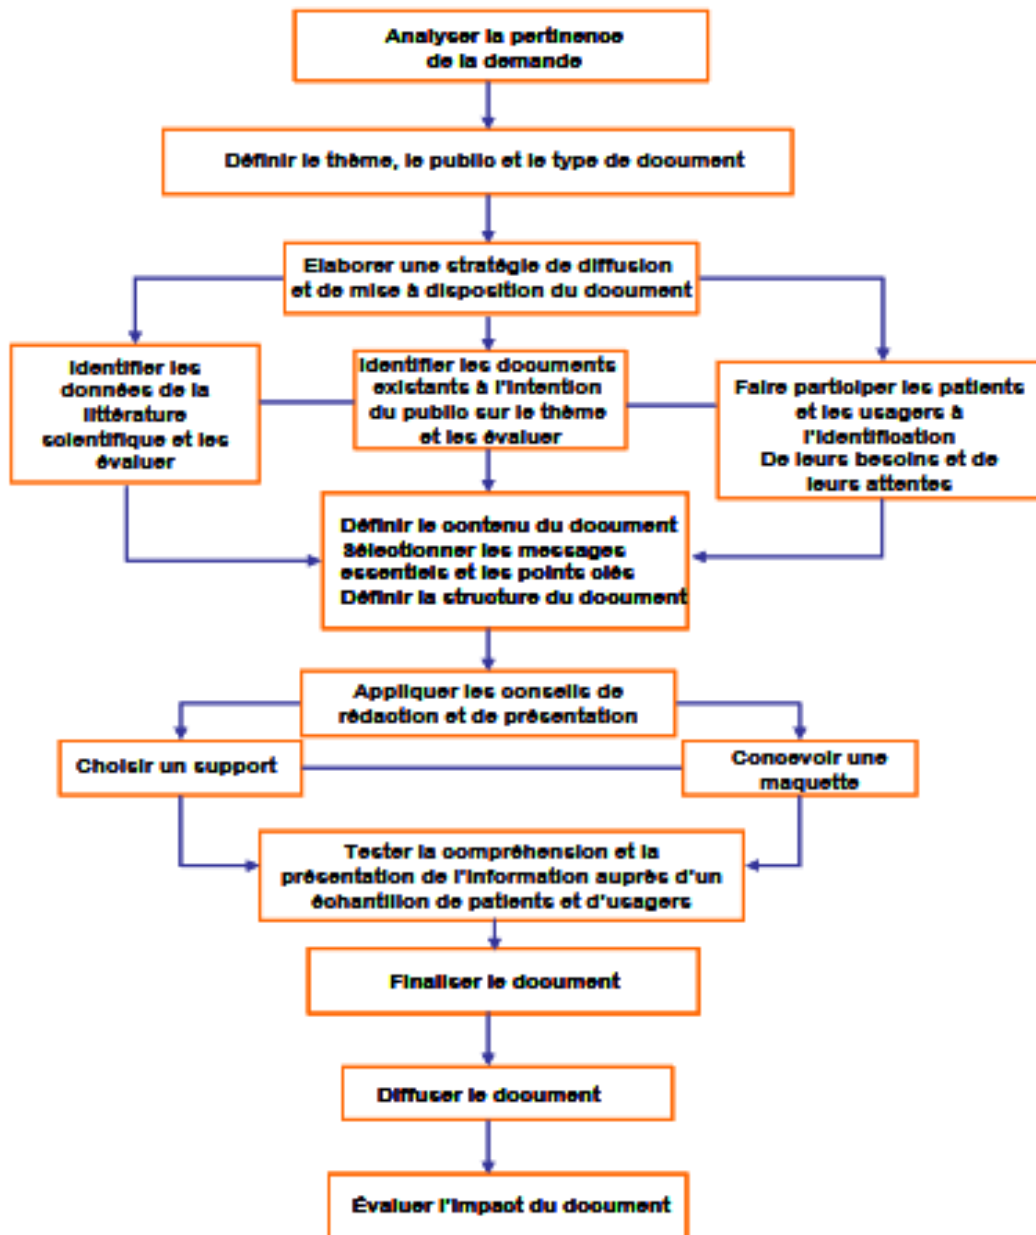 Analyser la pertinence
de la demande
Définir le thème, le public et le type de document
Elaborer une stratégie de diffusion
et de mise à disposition du document
Identifier les
données de la
littérature
scientifique et les
évaluer
Identifier les documents
existants à l'intention
du public sur le thème
et les évaluer
Faire participer les patients
et les usagers à
l'identification
De leurs besoins et de
leurs attentes
Définir le contenu du document
Sélectionner les messages
essentiels et les points clés
Définir la structure du document
Appliquer les conseils de
rédaction et de présentation
Choisir un support
Concevoir une
maquette
Tester la compréhension et la
présentation de l'information auprès d'un
échantillon de patients et d'usagers
Finaliser le document
Diffuser le document
Évaluer l'impact du document